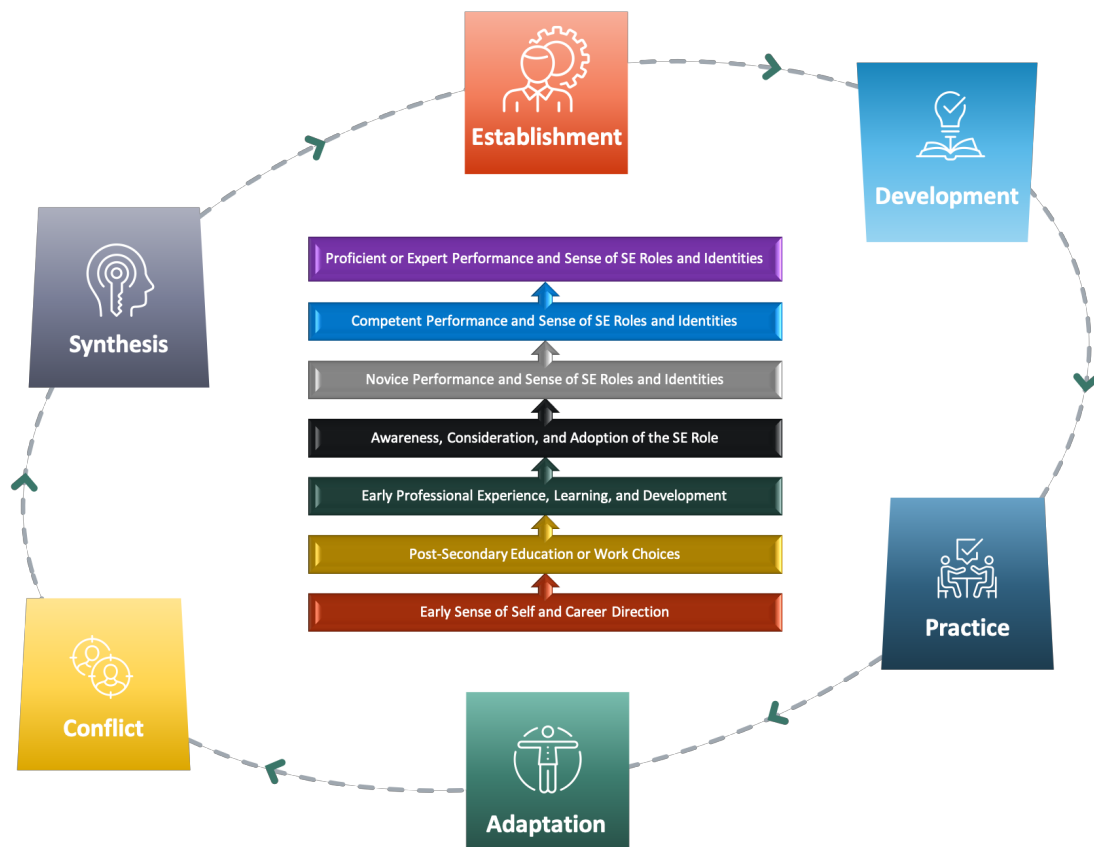 Establishment
Development
Synthesis
Proficient or Expert Performance and Sense of SE Roles and Identities
Competent Performance and Sense of SE Roles and Identities
Novice Performance and Sense of SE Roles and Identities
Awareness, Consideration, and Adoption of the SE Role
Early Professional Experience, Learning, and Development
Post-Secondary Education or Work Choices
Early Sense of Self and Career Direction
Practice
Conflict
Adaptation